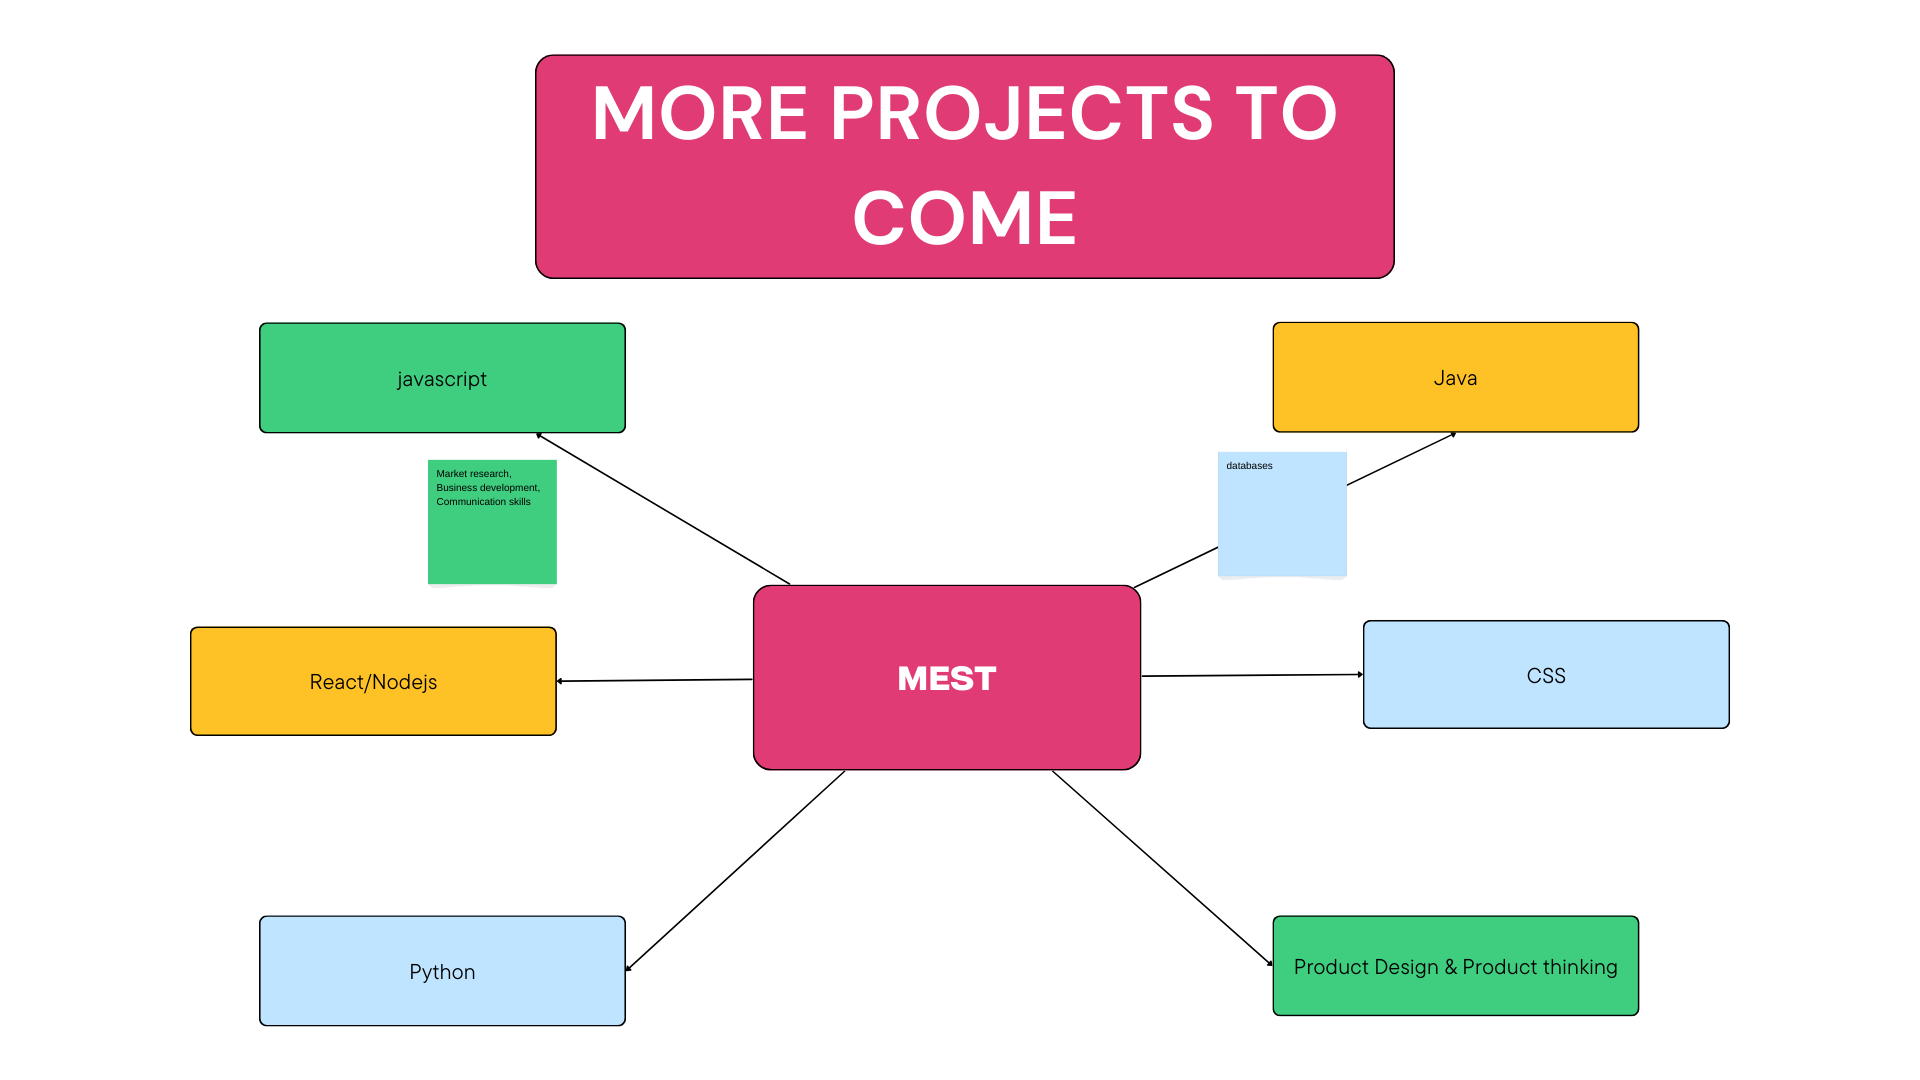 MORE PROJECTS TO
COME
javascript
Java
Market research,
Business development,
Communication skills
databases
React/Nodejs
MEST
CSS
Python
Product Design & Product thinking